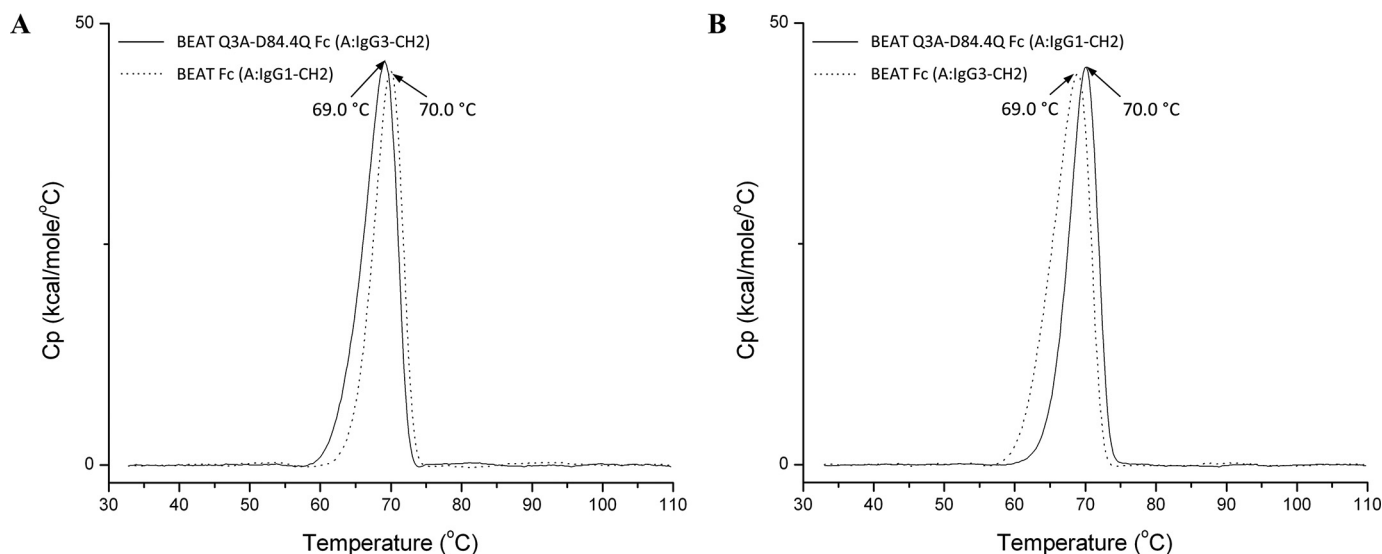 A
50
BEAT Q3A-D84.4Q Fc (A:IgG3-CH2)
BEAT Fc (A:IgG1-CH2)
69.0 °C
70.0 °C
Cp (kcal/mole/°C)
0
30 40 50 60 70 80 90 100 110
Temperature (°C)
B
50
BEAT Q3A-D84.4Q Fc (A:IgG1-CH2)
BEAT Fc (A:IgG3-CH2)
69.0 °C
70.0 °C
Cp (kcal/mole/°C)
0
30 40 50 60 70 80 90 100 110
Temperature (°C)